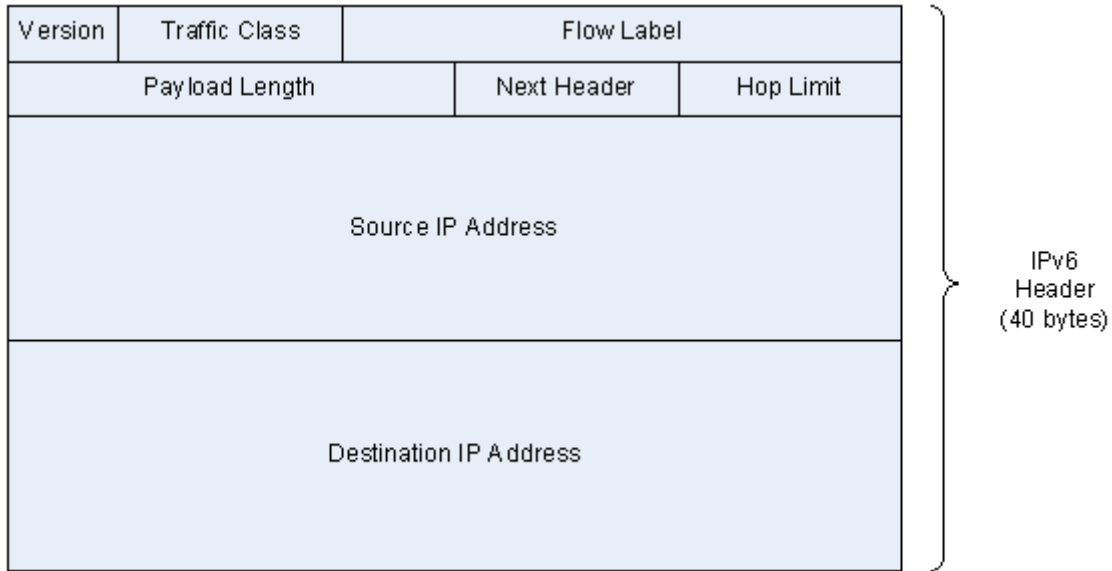 Version
Traffic Class
Flow Label
Payload Length
Next Header
Hop Limit
Source IP Address
Destination IP Address
IPv6
Header
(40 bytes)